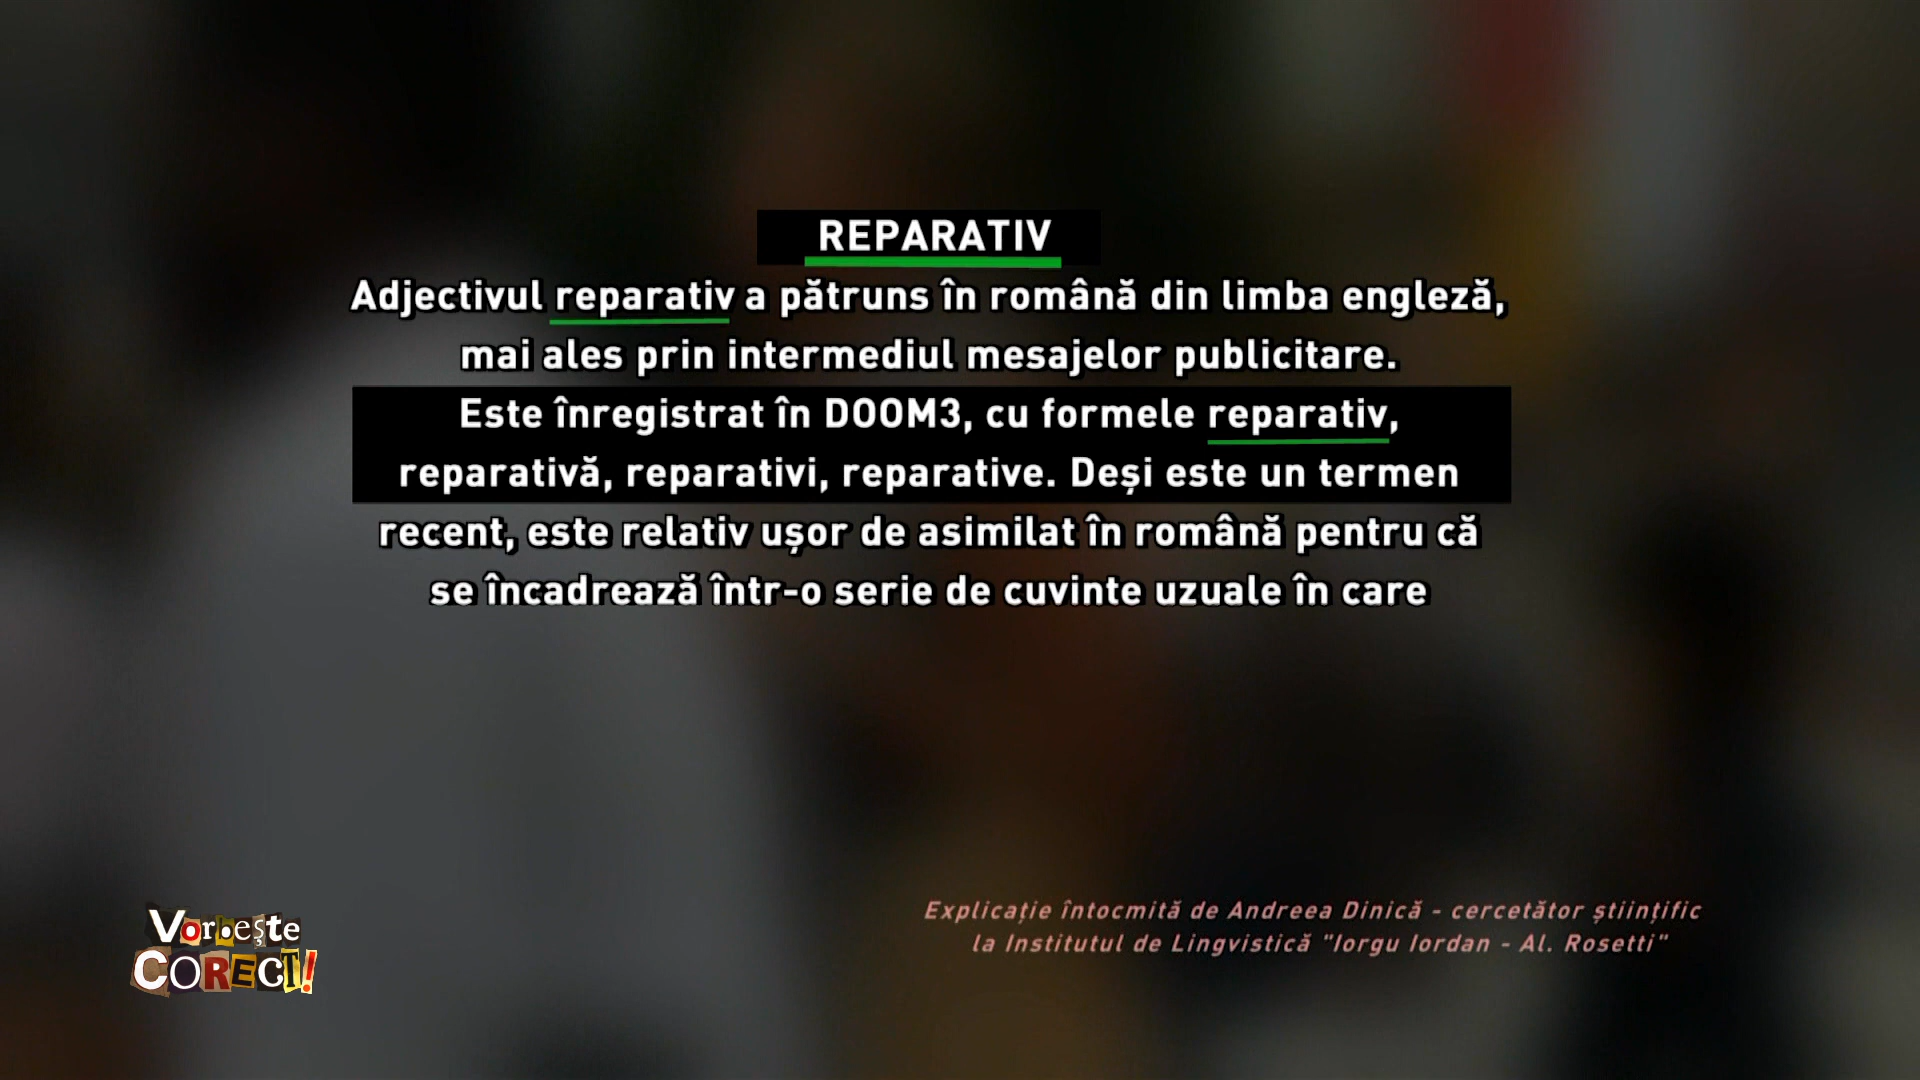 REPARATIV
Adjectivul reparativ a pătruns în română din limba engleză,
mai ales prin intermediul mesajelor publicitare.
Este înregistrat în DOOM3, cu formele reparativ,
reparativă, reparativi, reparative. Deși este un termen
recent, este relativ ușor de asimilat în română pentru că
se încadrează într-o serie de cuvinte uzuale în care
Explicație întocmită de Andreea Dinică - cercetător științific
la Institutul de Lingvistică "Iorgu Iordan - Al. Rosetti"
Vorbește
CORECT!